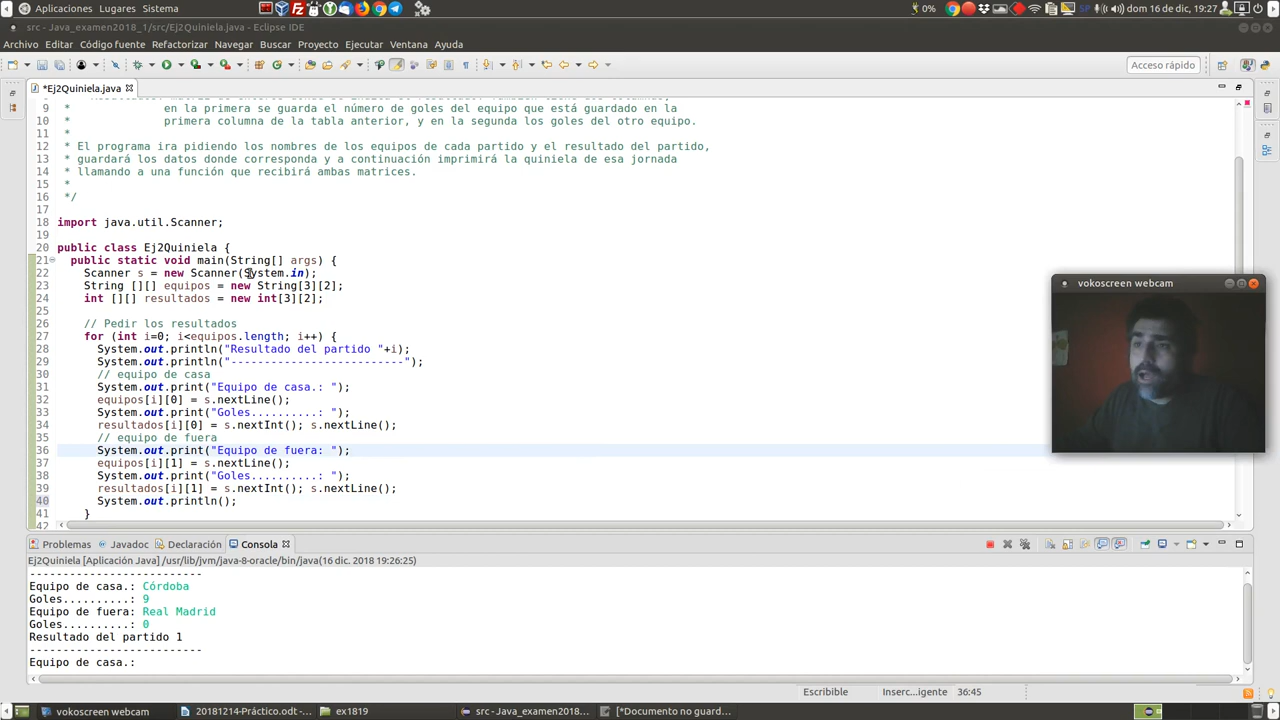 Aplicaciones Lugares Sistema
0%
SP
dom 16 de dic, 19:27
src - Java_examen2018_1/src/Ej2Quiniela.java - Eclipse IDE
Archivo Editar Código fuente Refactorizar Navegar Buscar Proyecto Ejecutar Ventana Ayuda
Acceso rápido
*Ej2Quiniela.java
9 * en la primera se guarda el número de goles del equipo que está guardado en la
10 * primera columna de la tabla anterior, y en la segunda los goles del otro equipo.
11 *
12 * El programa ira pidiendo los nombres de los equipos de cada partido y el resultado del partido,
13 * guardará los datos donde corresponda y a continuación imprimirá la quiniela de esa jornada
14 * llamando a una función que recibirá ambas matrices.
15 *
16 */
17
18 import java.util.Scanner;
19
20 public class Ej2Quiniela {
21 public static void main(String[] args) {
22 Scanner s = new Scanner(System.in);
23 String [][] equipos = new String[3][2];
24 int [][] resultados = new int[3][2];
25
26 // Pedir los resultados
27 for (int i=0; i<equipos.length; i++) {
28 System.out.println("Resultado del partido "+i);
29 System.out.println("--------------------------");
30 // equipo de casa
31 System.out.print("Equipo de casa.: ");
32 equipos[i][0] = s.nextLine();
33 System.out.print("Goles..........: ");
34 resultados[i][0] = s.nextInt(); s.nextLine();
35 // equipo de fuera
36 System.out.print("Equipo de fuera: ");
37 equipos[i][1] = s.nextLine();
38 System.out.print("Goles..........: ");
39 resultados[i][1] = s.nextInt(); s.nextLine();
40 System.out.println();
41 }
42
vokoscreen webcam
Problemas Javadoc Declaración Consola
Ej2Quiniela [Aplicación Java] /usr/lib/jvm/java-8-oracle/bin/java(16 dic. 2018 19:26:25)
--------------------------
Equipo de casa.: Córdoba
Goles..........: 9
Equipo de fuera: Real Madrid
Goles..........: 0
Resultado del partido 1
--------------------------
Equipo de casa.:
Escribible Inserc...igente 36:45
vokoscreen webcam 20181214-Práctico.odt -... ex1819 src - Java_examen2018_1... [*Documento no guard...